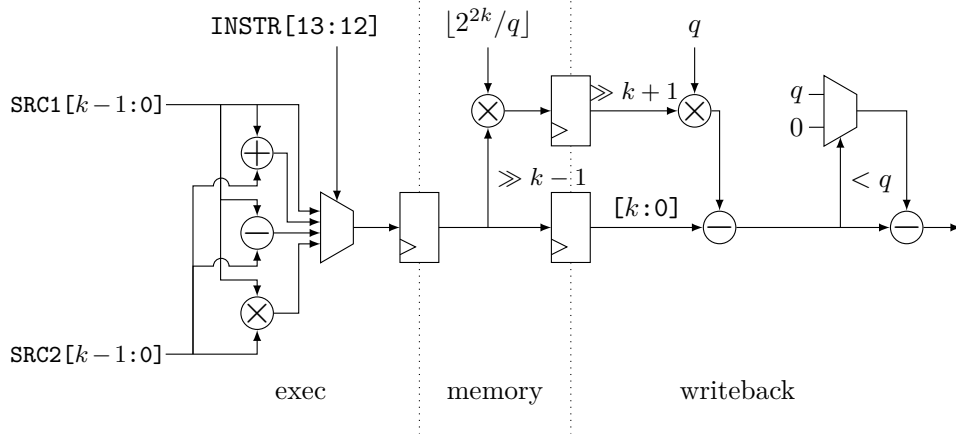 INSTR[13:12]
⌊2^{2k}/q⌋
q
SRC1[k−1:0]
≫ k + 1
q
0
≫ k − 1
< q
[k:0]
SRC2[k−1:0]
exec
memory
writeback